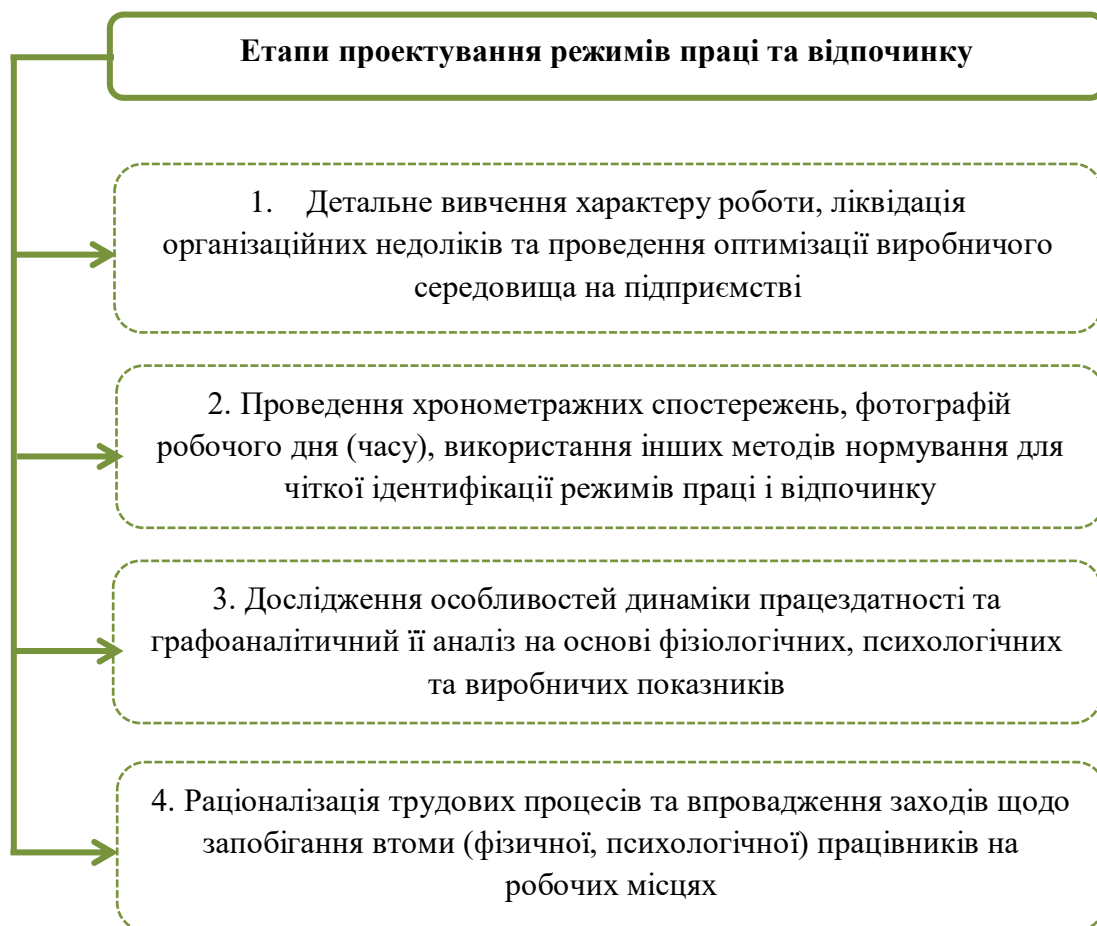 Етапи проектування режимів праці та відпочинку
1. Детальне вивчення характеру роботи, ліквідація
організаційних недоліків та проведення оптимізації виробничого
середовища на підприємстві
2. Проведення хронометражних спостережень, фотографій
робочого дня (часу), використання інших методів нормування для
чіткої ідентифікації режимів праці і відпочинку
3. Дослідження особливостей динаміки працездатності та
графоаналітичний її аналіз на основі фізіологічних, психологічних
та виробничих показників
4. Раціоналізація трудових процесів та впровадження заходів щодо
запобігання втоми (фізичної, психологічної) працівників на
робочих місцях